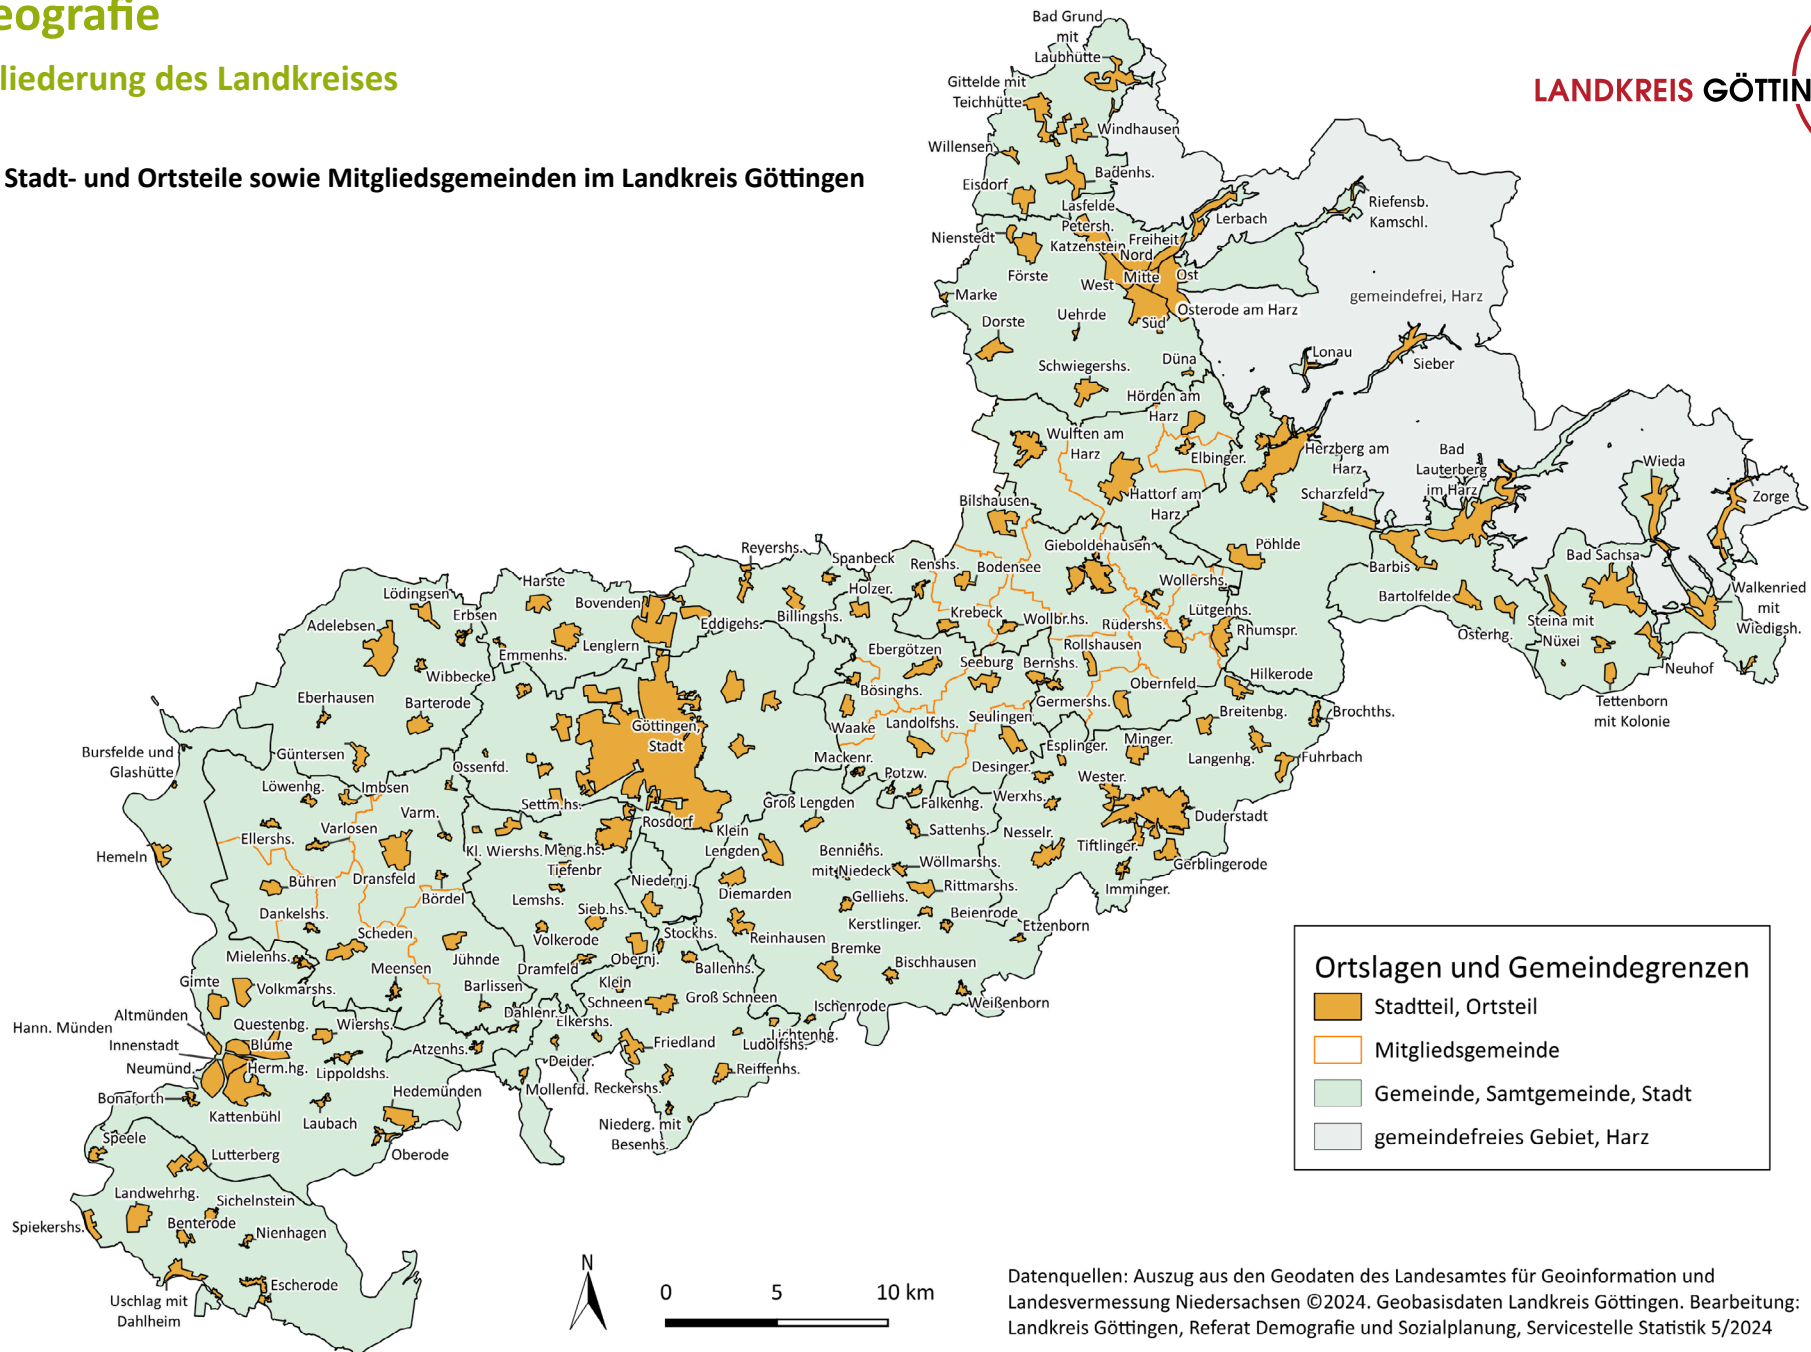 eografie
liederung des Landkreises
LANDKREIS GÖTTIN
Stadt- und Ortsteile sowie Mitgliedsgemeinden im Landkreis Göttingen
Bad Grund
mit
Laubhütte
Gittelde mit
Teichhütte
Windhausen
Willensen
Badenhs.
Eisdorf
Lasfelde
Petersh.
Katzenstein
Freiheit
Lerbach
Riefensb.
Kamschl.
Nienstedt
Nord
Förste
Mitte
Ost
West
Marke
gemeindefrei, Harz
Osterode am Harz
Süd
Dorste
Uehrde
Lonau
Sieber
Schwiegershs.
Düna
Hörden am
Harz
Wulften am
Harz
Elbinger.
Herzberg am
Harz
Bad
Lauterberg
im Harz
Wieda
Zorge
Scharzfeld
Hattorf am
Harz
Bilshausen
Gieboldehausen
Pöhlde
Barbis
Bad Sachsa
Reyershs.
Spanbeck
Renshs.
Bodensee
Wollershs.
Bartolfelde
Walkenried
mit
Wiedigsh.
Harste
Holzer.
Lödingsen
Bovenden
Billingshs.
Krebeck
Wollbr.hs.
Lütgenhs.
Rüdershs.
Rhumspr.
Osterhg.
Steina mit
Nüxei
Neuhof
Adelebsen
Erbsen
Eddigehs.
Lenglern
Emmenhs.
Ebergötzen
Seeburg
Rollshausen
Bernshs.
Hilkerode
Tettenborn
mit Kolonie
Wibbecke
Eberhausen
Barterode
Bösinghs.
Obernfeld
Germershs.
Breitenbg.
Brochths.
Göttingen,
Stadt
Waake
Landolfshs.
Seulingen
Esplinger.
Minger.
Langenhg.
Fuhrbach
Bursfelde und
Glashütte
Güntersen
Ossenfd.
Mackenr.
Potzw.
Desinger.
Wester.
Löwenhg.
Imbsen
Settm.hs.
Groß Lengden
Falkenhg.
Werxhs.
Duderstadt
Varm.
Rosdorf
Klein
Lengden
Sattenhs.
Nesselr.
Ellershs.
Varlosen
Kl. Wiershs.
Meng.hs.
Tiefenbr
Benniehs.
mit Niedeck
Wöllmarshs.
Tiftlinger.
Gerblingerode
Hemeln
Bühren
Dransfeld
Bördel
Niedernj.
Diemarden
Rittmarshs.
Gelliehs.
Imminger.
Lemshs.
Dankelshs.
Sieb.hs.
Kerstlinger.
Beienrode
Etzenborn
Scheden
Volkerode
Stockhs.
Reinhausen
Bremke
Mielenhs.
Jühnde
Meensen
Dramfeld
Obernj.
Ballenhs.
Bischhausen
Gimte
Volkmarshs.
Barlissen
Klein
Schneen
Groß Schneen
Ischenrode
Weißenborn
Altmünden
Hann. Münden
Innenstadt
Neumünd.
Questenbg.
Wiershs.
Blume
Dahlenr.
Elkershs.
Lichtenhg.
Ludolfshs.
Friedland
Atzenhs.
Herm.hg.
Lippoldshs.
Deider.
Reiffenhs.
Hedemünden
Mollenfd.
Reckershs.
Bonaforth
Kattenbühl
Laubach
Niederg. mit
Besenhs.
Speele
Lutterberg
Oberode
Landwehrhg.
Sichelnstein
Spiekershs.
Benterode
Nienhagen
Escherode
Uschlag mit
Dahlheim
Ortslagen und Gemeindegrenzen
Stadtteil, Ortsteil
Mitgliedsgemeinde
Gemeinde, Samtgemeinde, Stadt
gemeindefreies Gebiet, Harz
N
0 5 10 km
Datenquellen: Auszug aus den Geodaten des Landesamtes für Geoinformation und
Landesvermessung Niedersachsen ©2024. Geobasisdaten Landkreis Göttingen. Bearbeitung:
Landkreis Göttingen, Referat Demografie und Sozialplanung, Servicestelle Statistik 5/2024